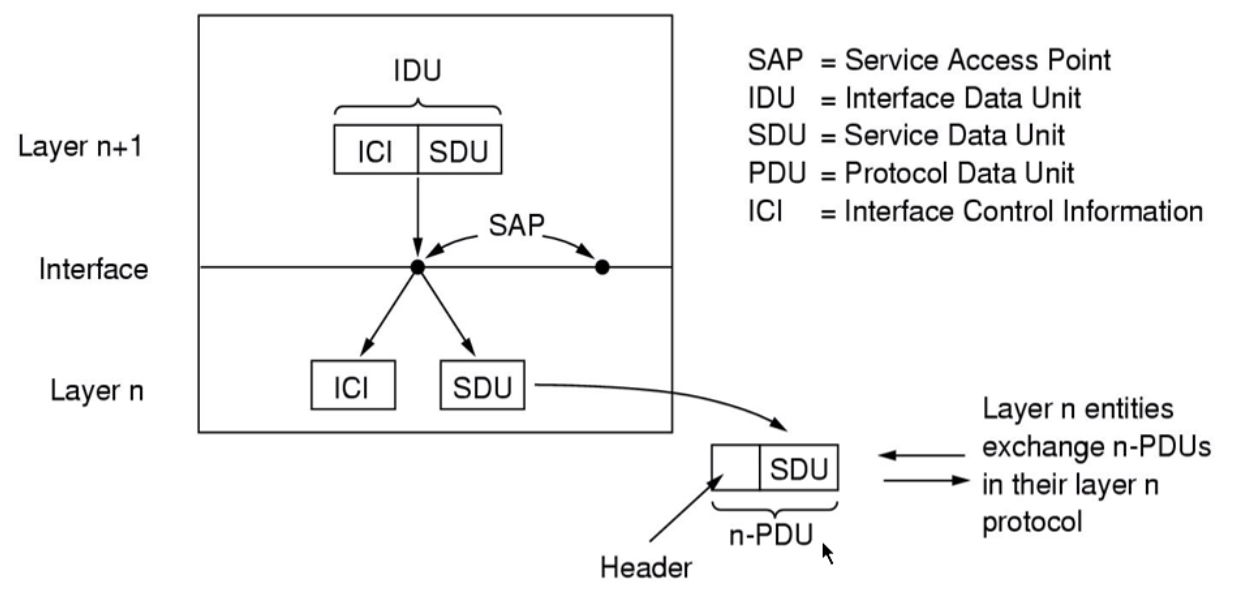 IDU
Layer n+1
ICI
SDU
SAP
Interface
Layer n
ICI
SDU
SDU
n-PDU
Header
SAP = Service Access Point
IDU = Interface Data Unit
SDU = Service Data Unit
PDU = Protocol Data Unit
ICI = Interface Control Information
Layer n entities
exchange n-PDUs
in their layer n
protocol